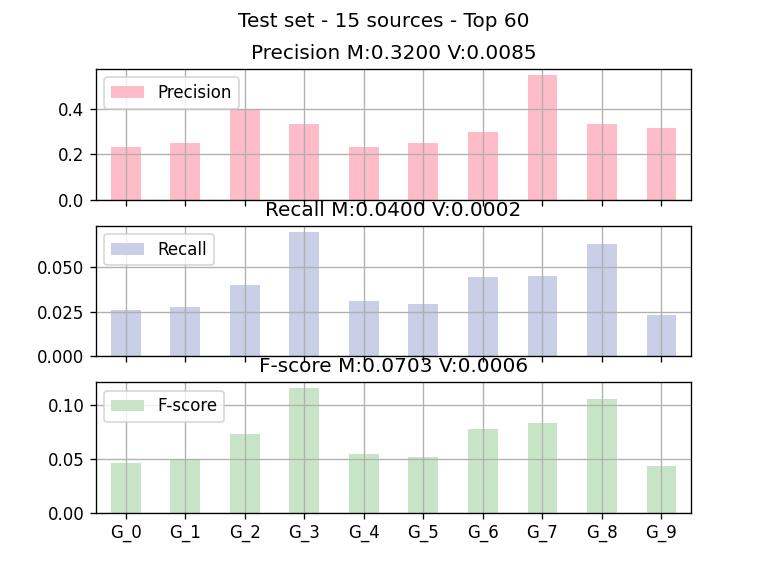 Test set - 15 sources - Top 60
Precision M:0.3200 V:0.0085
Precision
0.4
0.2
0.0
Recall M:0.0400 V:0.0002
Recall
0.050
0.025
0.000
F-score M:0.0703 V:0.0006
F-score
0.10
0.05
0.00
G_0 G_1 G_2 G_3 G_4 G_5 G_6 G_7 G_8 G_9